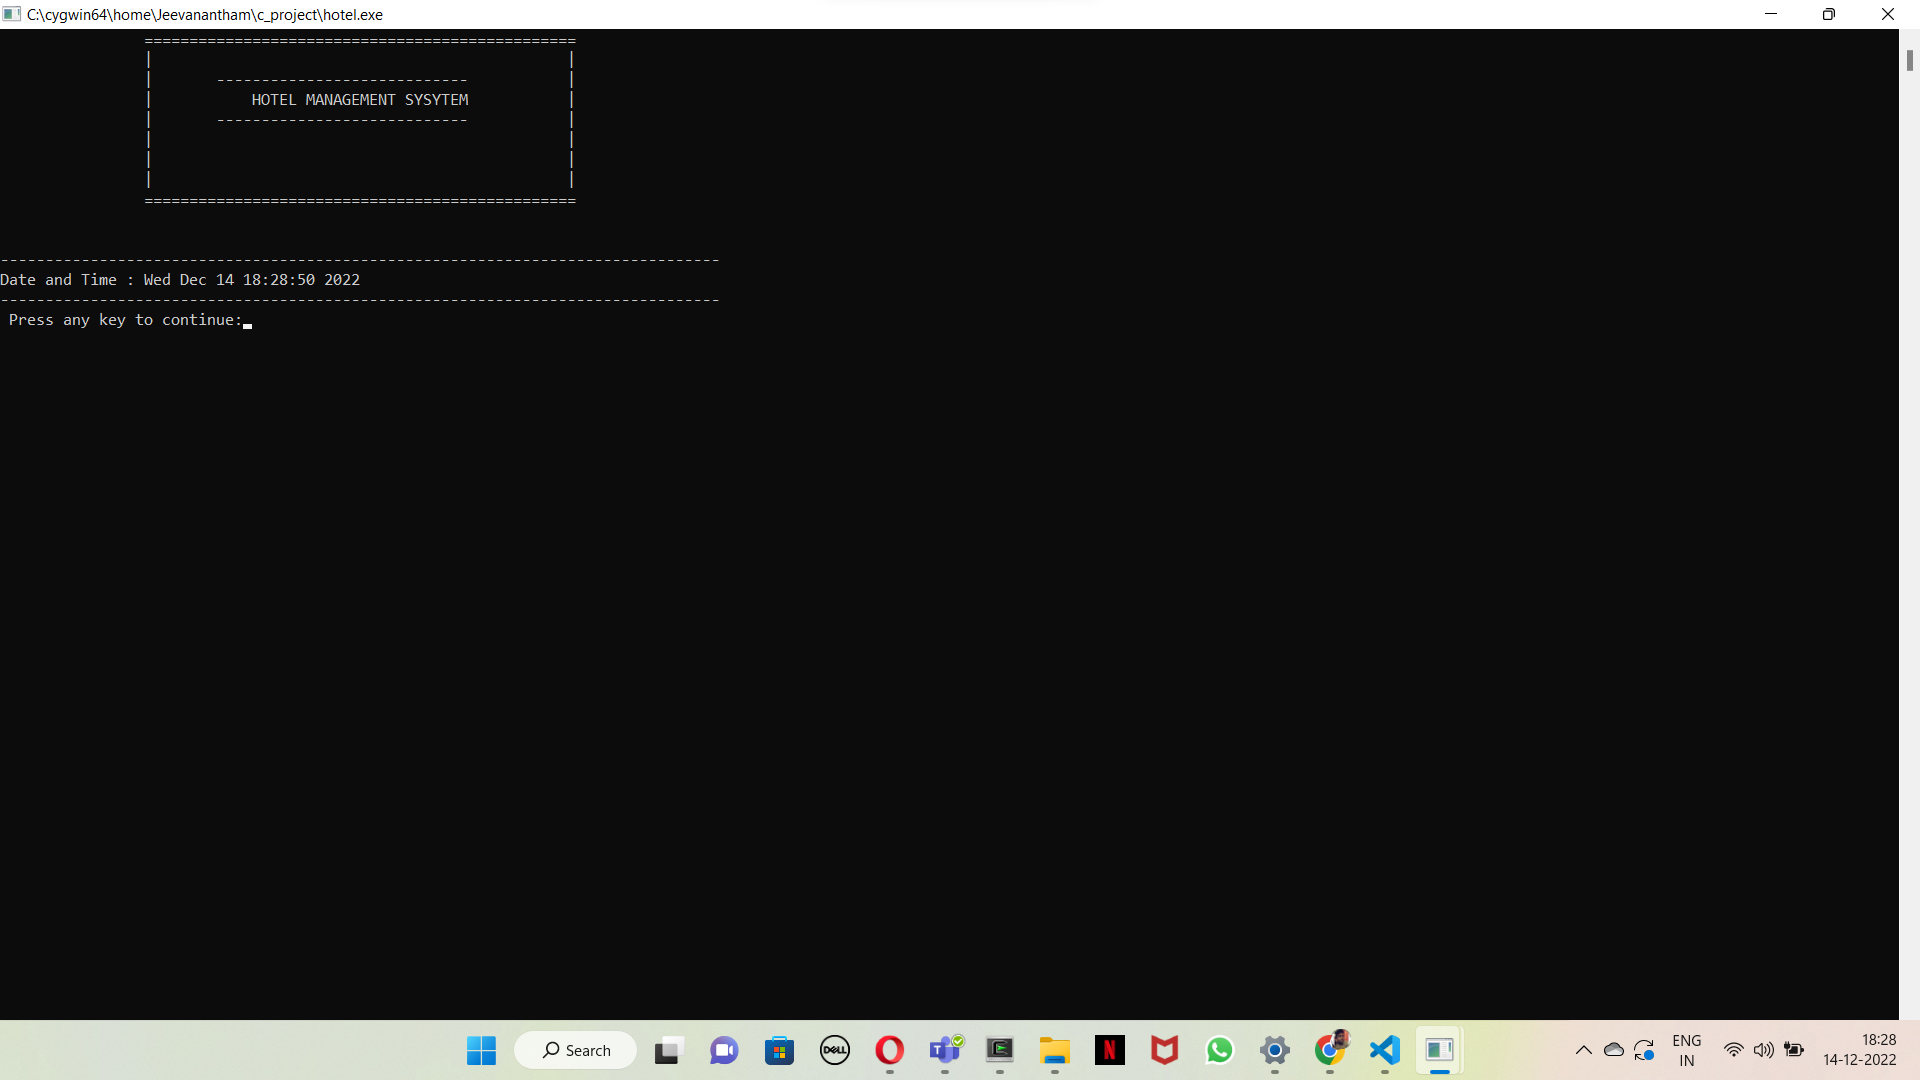 C:\cygwin64\home\Jeevanantham\c_project\hotel.exe
================================================
|                                              |
|       ----------------------------           |
|           HOTEL MANAGEMENT SYSYTEM           |
|       ----------------------------           |
|                                              |
|                                              |
|                                              |
================================================
--------------------------------------------------------------------------------
Date and Time : Wed Dec 14 18:28:50 2022
--------------------------------------------------------------------------------
Press any key to continue:
Search
DELL
T
N
ENG
IN
18:28
14-12-2022